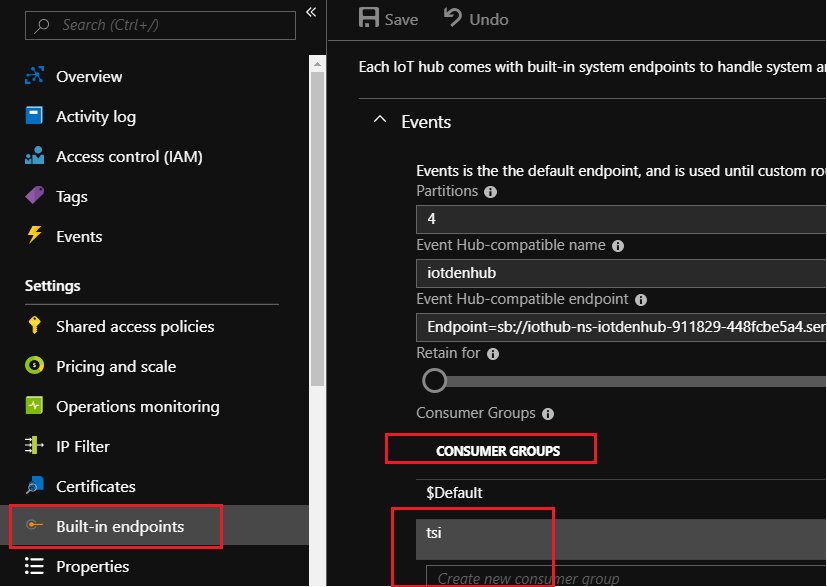 Search (Ctrl+/)
«
Overview
Activity log
Access control (IAM)
Tags
Events
Settings
Shared access policies
Pricing and scale
Operations monitoring
IP Filter
Certificates
Built-in endpoints
Properties
Save
Undo
Each IoT hub comes with built-in system endpoints to handle system
Events
Events is the the default endpoint, and is used until custom
Partitions
4
Event Hub-compatible name
iotdenhub
Event Hub-compatible endpoint
Endpoint=sb://iothub-ns-iotdenhub-911829-448fcbe5a4.ser
Retain for
Consumer Groups
CONSUMER GROUPS
$Default
tsi
Create new consumer group